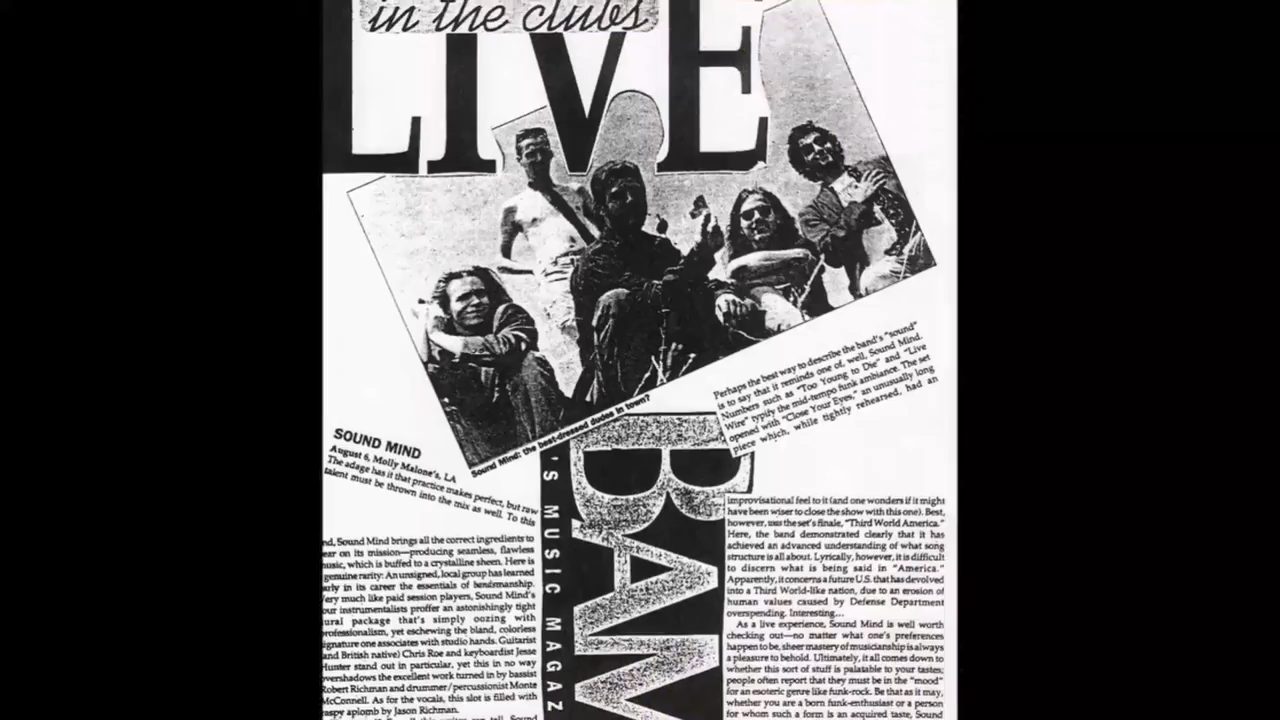 in the clubs
LIVE
Sound Mind: the best-dressed dudes in town?
SOUND MIND
August 6, Molly Malone's, LA
The adage has it that practice makes perfect, but raw
talent must be thrown into the mix as well. To this
nd, Sound Mind brings all the correct ingredients to
ear on its mission—producing seamless, flawless
usic, which is buffed to a crystalline sheen. Here is
genuine rarity: An unsigned, local group has learned
arly in its career the essentials of bandsmanship.
Very much like paid session players, Sound Mind's
our instrumentalists proffer an astonishingly tight
ural package that's simply oozing with
professionalism, yet eschewing the bland, colorless
ignature one associates with studio hands. Guitarist
and British native) Chris Roe and keyboardist Jesse
Hunter stand out in particular, yet this in no way
overshadows the excellent work turned in by bassist
Robert Richman and drummer/percussionist Monte
McConnell. As for the vocals, this slot is filled with
raspy aplomb by Jason Richman.
'S MUSIC MAGAZ
BAM
Perhaps the best way to describe the band's "sound"
is to say that it reminds one of, well, Sound Mind.
Numbers such as "Too Young to Die" and "Live
Wire" typify the mid-tempo funk ambiance. The set
opened with "Close Your Eyes," an unusually long
piece which, while tightly rehearsed, had an
improvisational feel to it (and one wonders if it might
have been wiser to close the show with this one). Best,
however, was the set's finale, "Third World America."
Here, the band demonstrated clearly that it has
achieved an advanced understanding of what song
structure is all about. Lyrically, however, it is difficult
to discern what is being said in "America."
Apparently, it concerns a future U.S. that has devolved
into a Third World-like nation, due to an erosion of
human values caused by Defense Department
overspending. Interesting...
As a live experience, Sound Mind is well worth
checking out—no matter what one's preferences
happen to be, sheer mastery of musicianship is always
a pleasure to behold. Ultimately, it all comes down to
whether this sort of stuff is palatable to your tastes;
people often report that they must be in the "mood"
for an esoteric genre like funk-rock. Be that as it may,
whether you are a born funk-enthusiast or a person
for whom such a form is an acquired taste, Sound